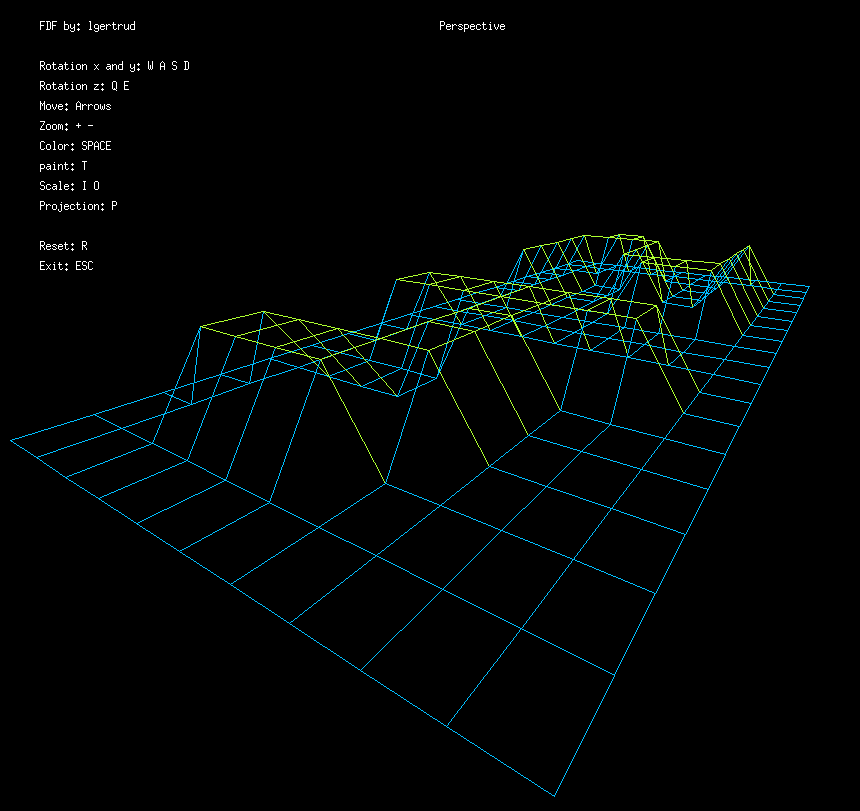 FDF by: lgertrud
Perspective
Rotation x and y: W A S D
Rotation z: Q E
Move: Arrows
Zoom: + -
Color: SPACE
paint: T
Scale: I O
Projection: P
Reset: R
Exit: ESC